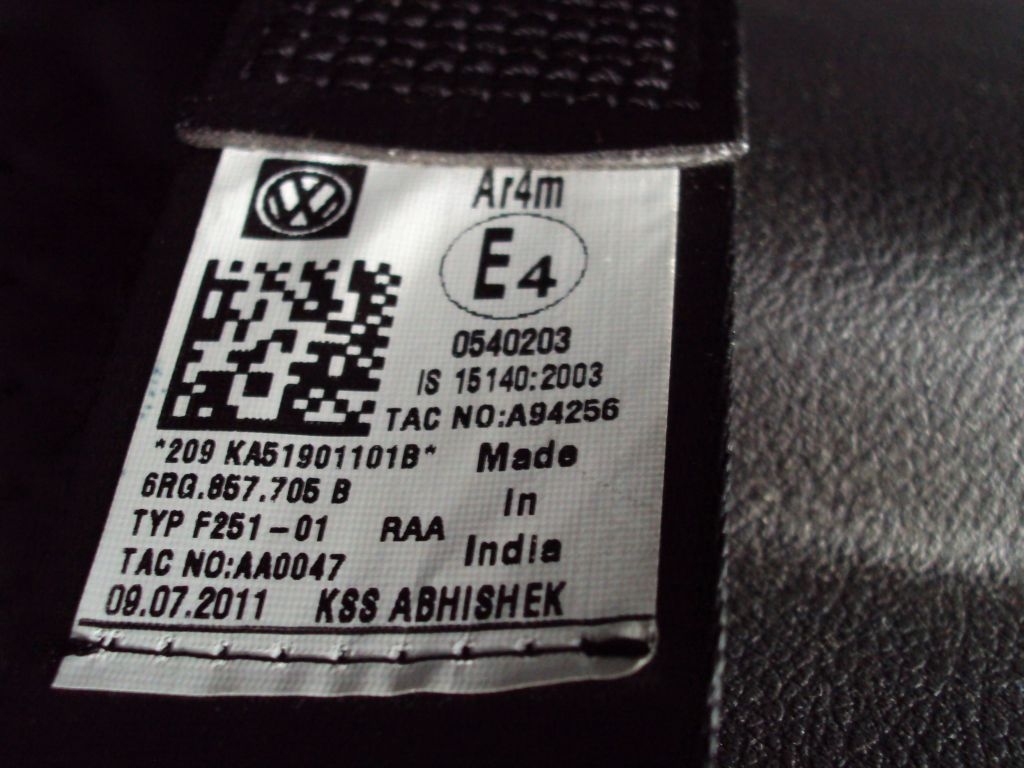 Ar4m
E4
0540203
IS 15140:2003
TAC NO:A94256
*209 KA51901101B*
Made
In
India
6RG.857.705 B
TYP F251-01 RAA
TAC NO:AA0047
09.07.2011 KSS ABHISHEK